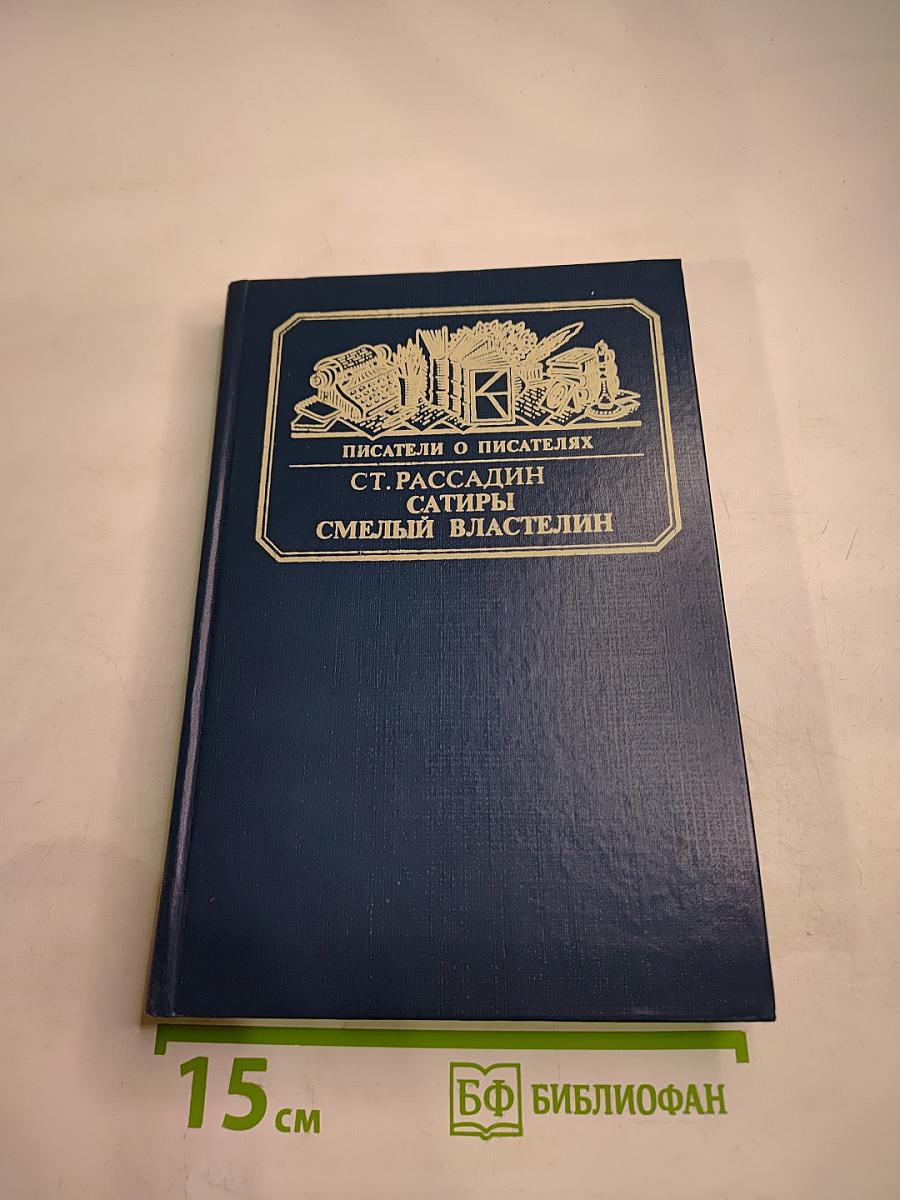 ПИСАТЕЛИ О ПИСАТЕЛЯХ
СТ. РАССАДИН
САТИРЫ
СМЕЛЫЙ ВЛАСТЕЛИН
15 см
БФ БИБЛИОФАН